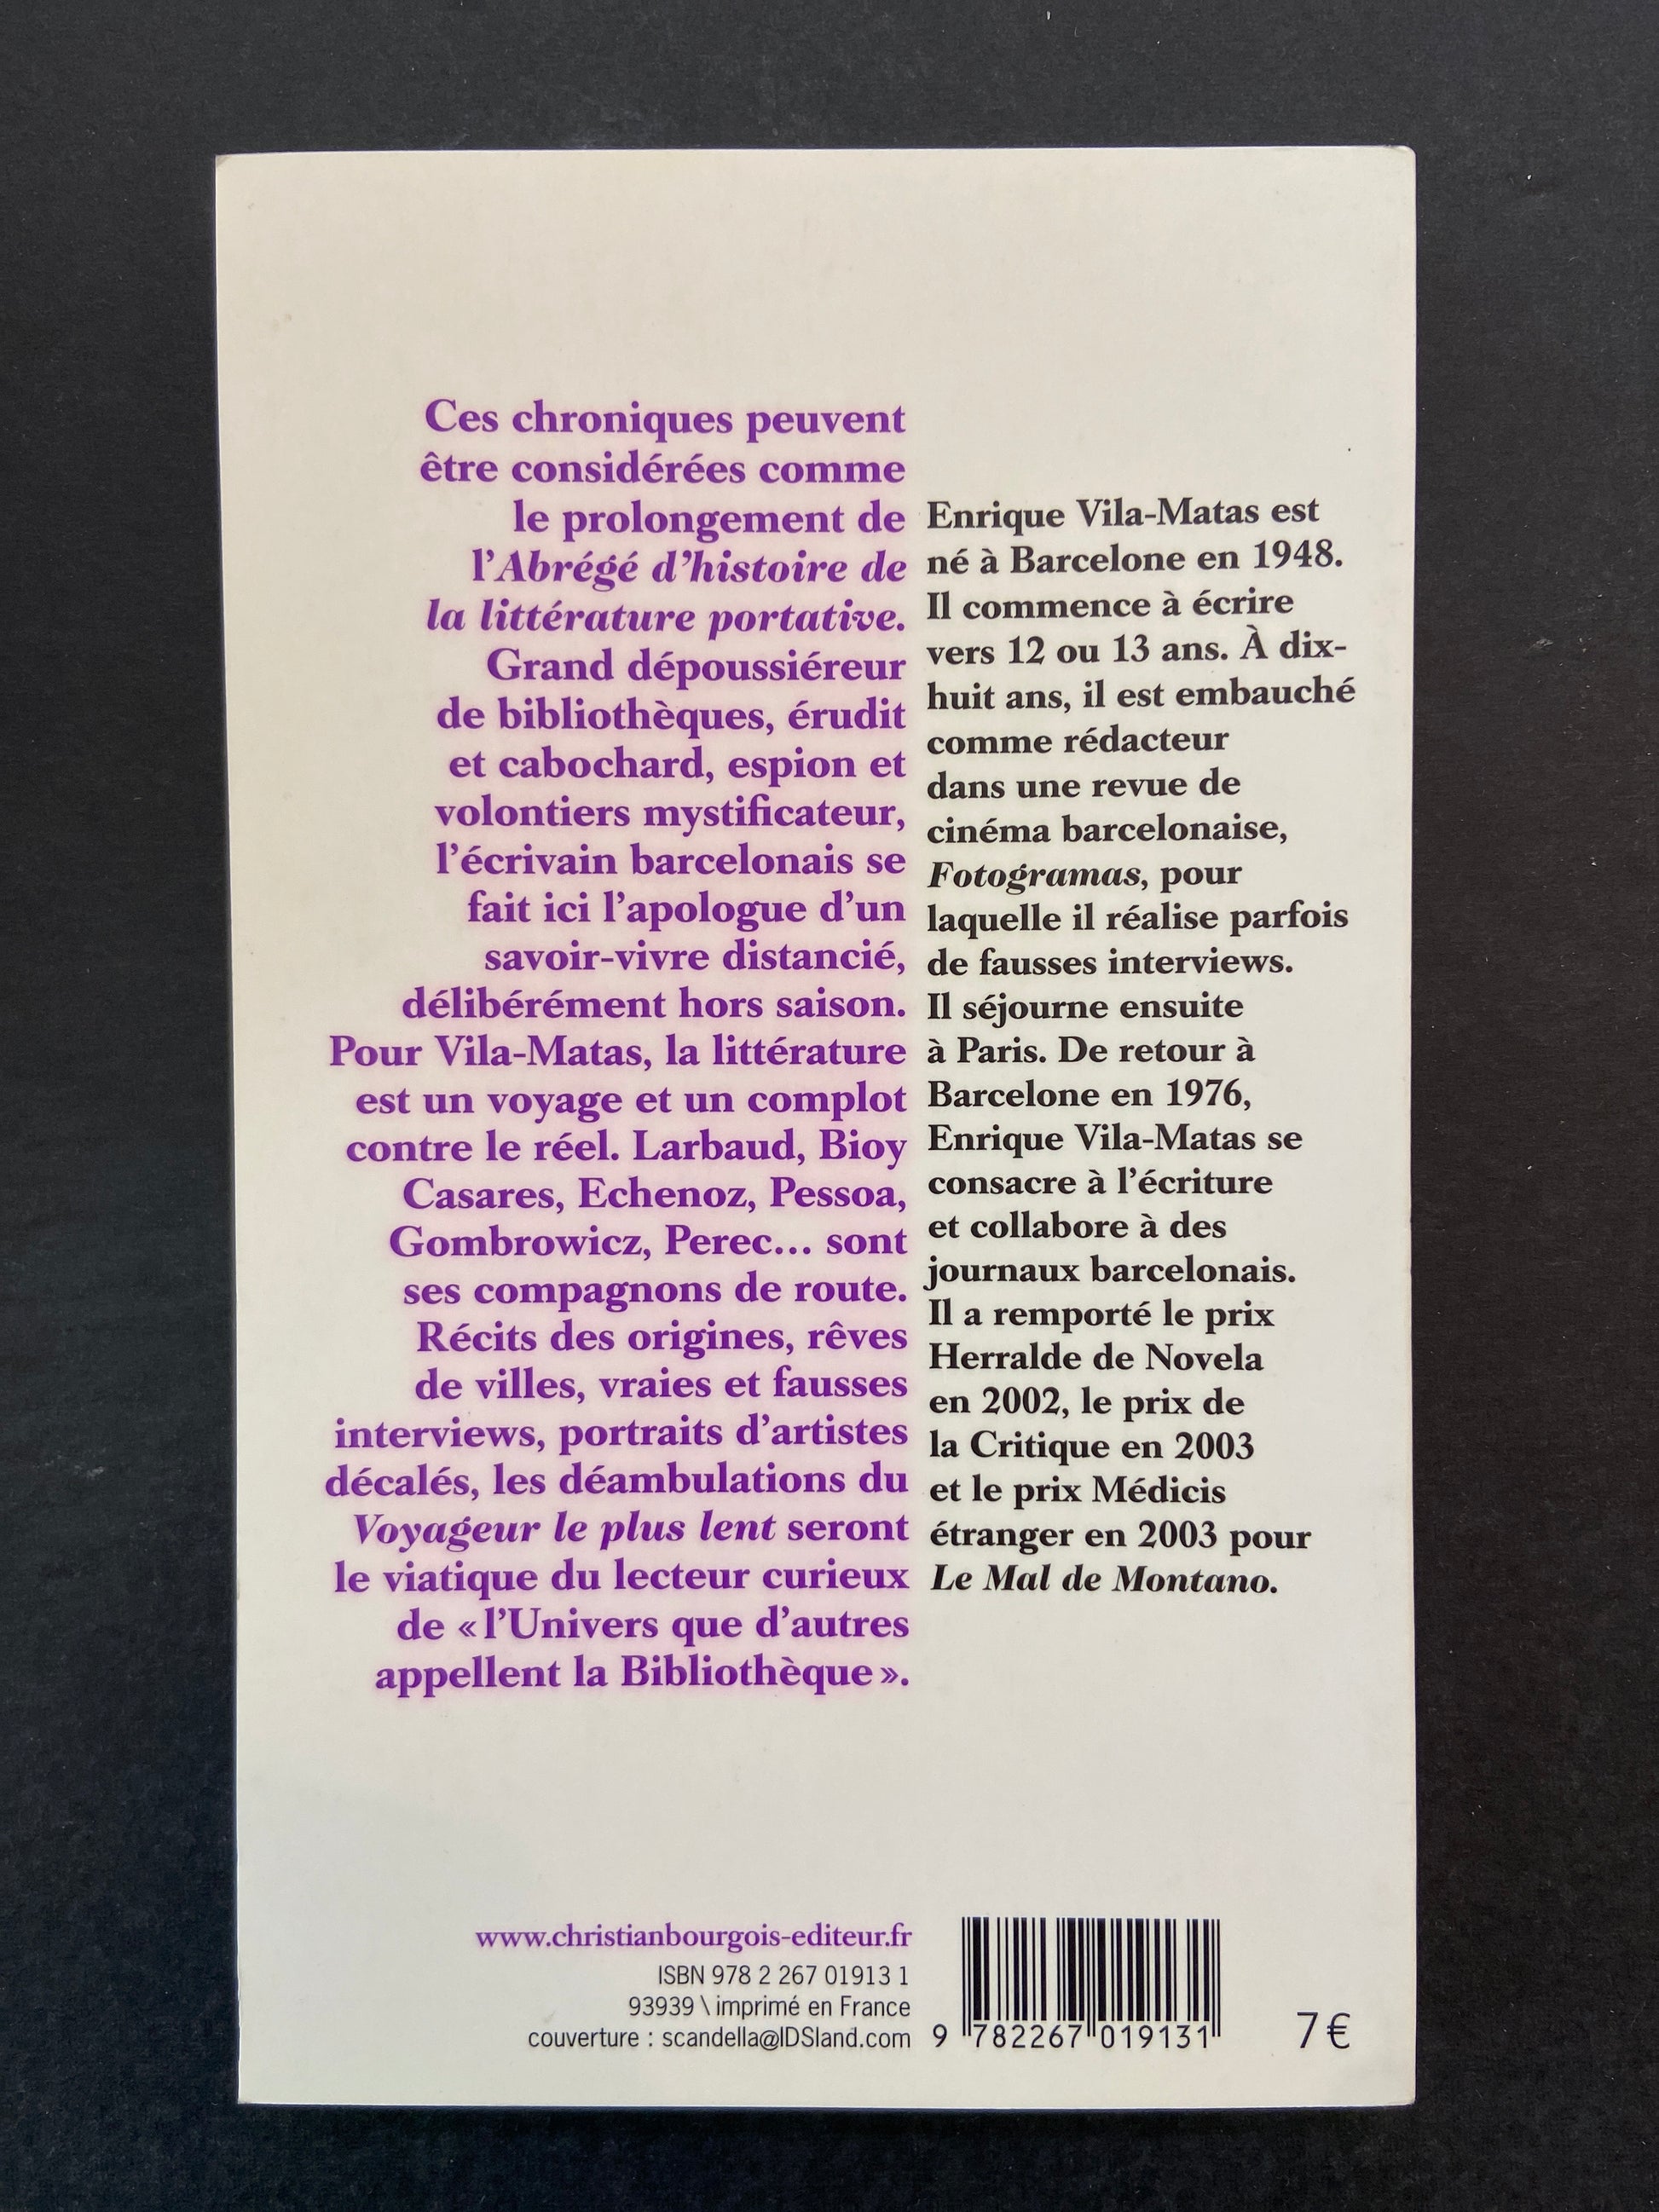 Ces chroniques peuvent
être considérées comme
le prolongement de
l’Abrégé d’histoire de
la littérature portative.
Grand dépoussiéreur
de bibliothèques, érudit
et cabochard, espion et
volontiers mystificateur,
l’écrivain barcelonais se
fait ici l’apologue d’un
savoir-vivre distancié,
délibérément hors saison.
Pour Vila-Matas, la littérature
est un voyage et un complot
contre le réel. Larbaud, Bioy
Casares, Echenoz, Pessoa,
Gombrowicz, Perec... sont
ses compagnons de route.
Récits des origines, rêves
de villes, vraies et fausses
interviews, portraits d’artistes
décalés, les déambulations du
Voyageur le plus lent seront
le viatique du lecteur curieux
de « l’Univers que d’autres
appellent la Bibliothèque ».
Enrique Vila-Matas est
né à Barcelone en 1948.
Il commence à écrire
vers 12 ou 13 ans. À dix-
huit ans, il est embauché
comme rédacteur
dans une revue de
cinéma barcelonaise,
Fotogramas, pour
laquelle il réalise parfois
de fausses interviews.
Il séjourne ensuite
à Paris. De retour à
Barcelone en 1976,
Enrique Vila-Matas se
consacre à l’écriture
et collabore à des
journaux barcelonais.
Il a remporté le prix
Herralde de Novela
en 2002, le prix de
la Critique en 2003
et le prix Médicis
étranger en 2003 pour
Le Mal de Montano.
www.christianbourgois-editeur.fr
ISBN 978 2 267 01913 1
93939 \ imprimé en France
couverture : scandella@IDSland.com
9 782267 019131
7 €